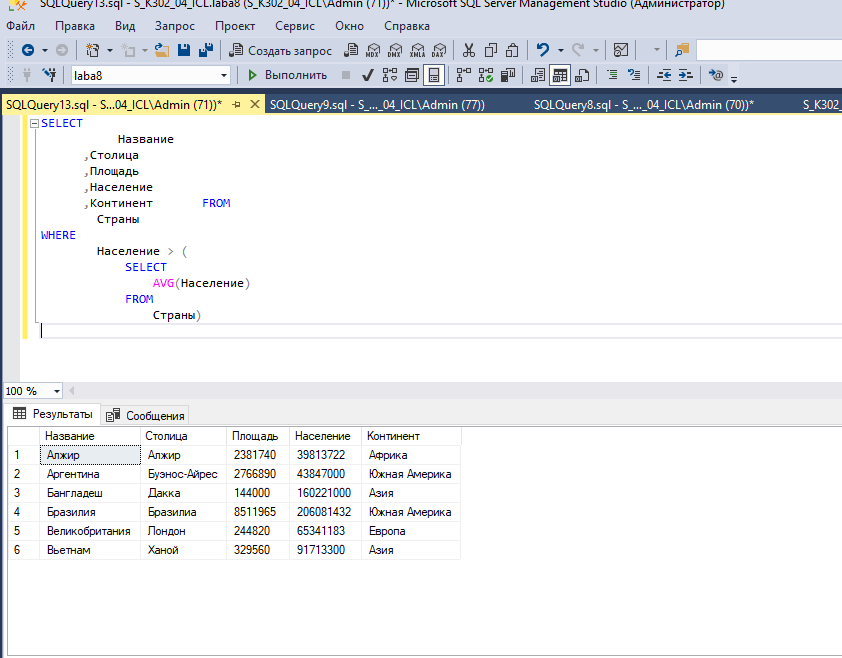 SQLQuery13.sql - S_K302_04_ICL.laba8 (S_K302_04_ICL\Admin (71))* - Microsoft SQL Server Management Studio (Администратор)
Файл Правка Вид Запрос Проект Сервис Окно Справка
Создать запрос MDX DMX XMLA DAX
laba8 Выполнить
SQLQuery13.sql - S...04_ICL\Admin (71))* SQLQuery9.sql - S_..._04_ICL\Admin (77)) SQLQuery8.sql - S_..._04_ICL\Admin (70))* S_K302_
SELECT
Название
,Столица
,Площадь
,Население
,Континент FROM
Страны
WHERE
Население > (
SELECT
AVG(Население)
FROM
Страны)
100 %
Результаты Сообщения
Название Столица Площадь Население Континент
1 Алжир Алжир 2381740 39813722 Африка
2 Аргентина Буэнос-Айрес 2766890 43847000 Южная Америка
3 Бангладеш Дакка 144000 160221000 Азия
4 Бразилия Бразилиа 8511965 206081432 Южная Америка
5 Великобритания Лондон 244820 65341183 Европа
6 Вьетнам Ханой 329560 91713300 Азия